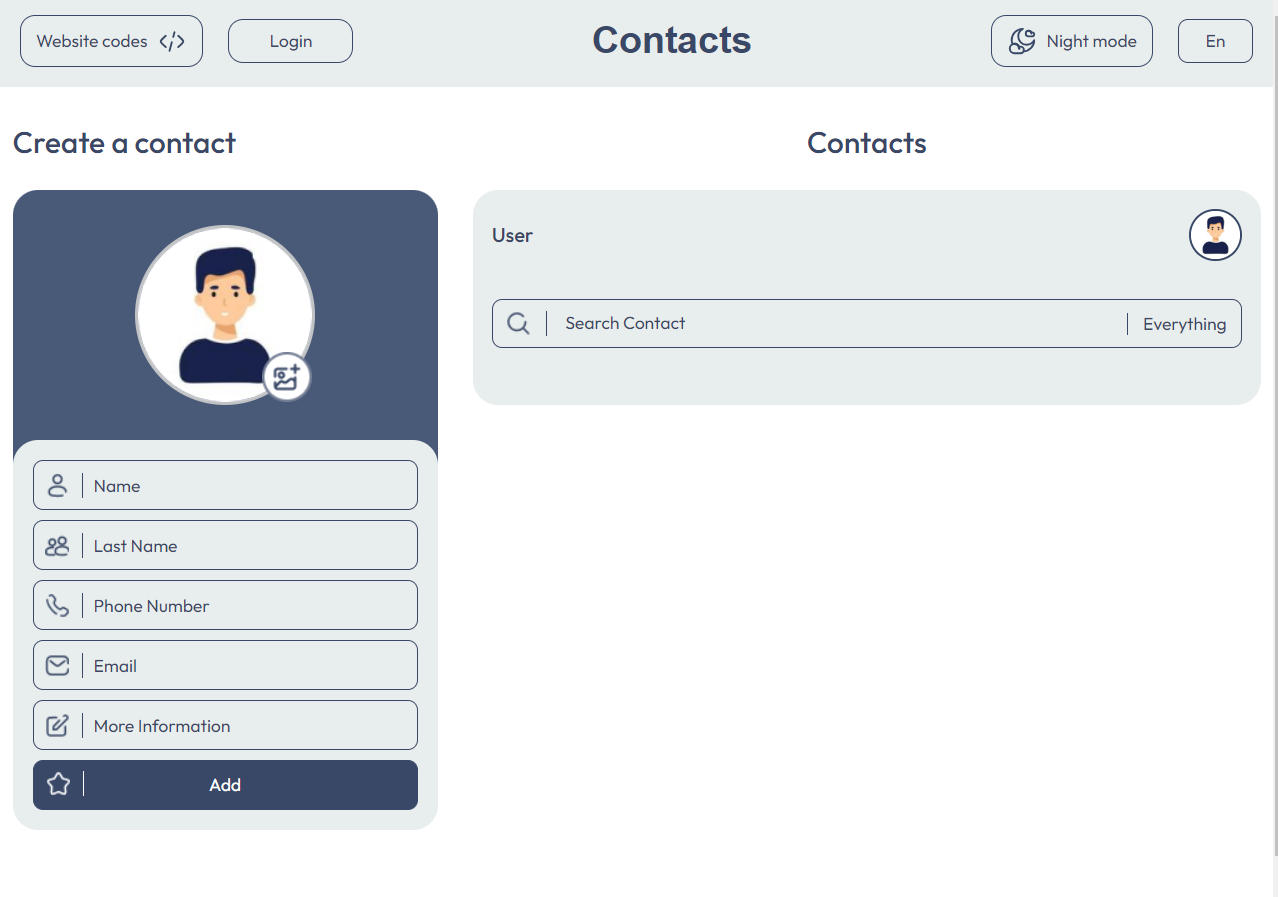 Website codes </>
Login
Contacts
Night mode
En
Create a contact
Contacts
User
Search Contact
Everything
Name
Last Name
Phone Number
Email
More Information
Add